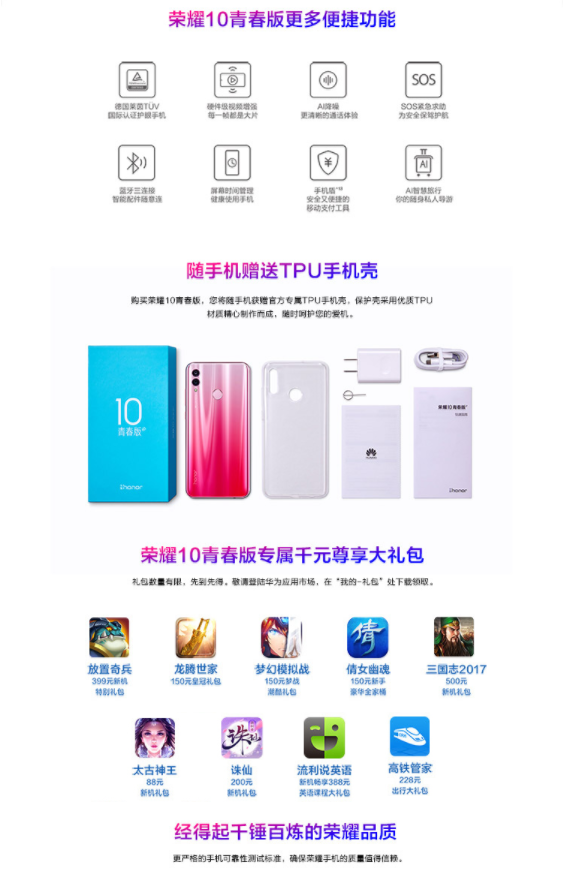 荣耀10青春版更多便捷功能
SOS
德国莱茵TÜV
国际认证护眼手机
硬件级视频增强
每一帧都是大片
AI降噪
更清晰的通话体验
SOS紧急求助
为安全保驾护航
¥
AI
蓝牙三连接
智能配件随意连
屏幕时间管理
健康使用手机
手机盾™
安全又便捷的
移动支付工具
AI智慧旅行
你的随身私人导游
随手机赠送TPU手机壳
购买荣耀10青春版，您将随手机获赠官方专属TPU手机壳，保护壳采用优质TPU
材质精心制作而成，随时呵护您的爱机。
10
青春版
honor
honor
荣耀10青春版
honor
荣耀10青春版专属千元尊享大礼包
礼包数量有限，先到先得。敬请登陆华为应用市场，在“我的-礼包”处下载领取。
倩
放置奇兵
399元新机
特别礼包
龙腾世家
150元皇冠礼包
梦幻模拟战
150元梦战
潮酷礼包
倩女幽魂
150元新手
豪华全家桶
三国志2017
500元
新机礼包
诛仙
太古神王
88元
新机礼包
诛仙
200元
新机礼包
流利说英语
新机畅享388元
英语课程大礼包
高铁管家
228元
出行大礼包
经得起千锤百炼的荣耀品质
更严格的手机可靠性测试标准，确保荣耀手机的质量值得信赖。